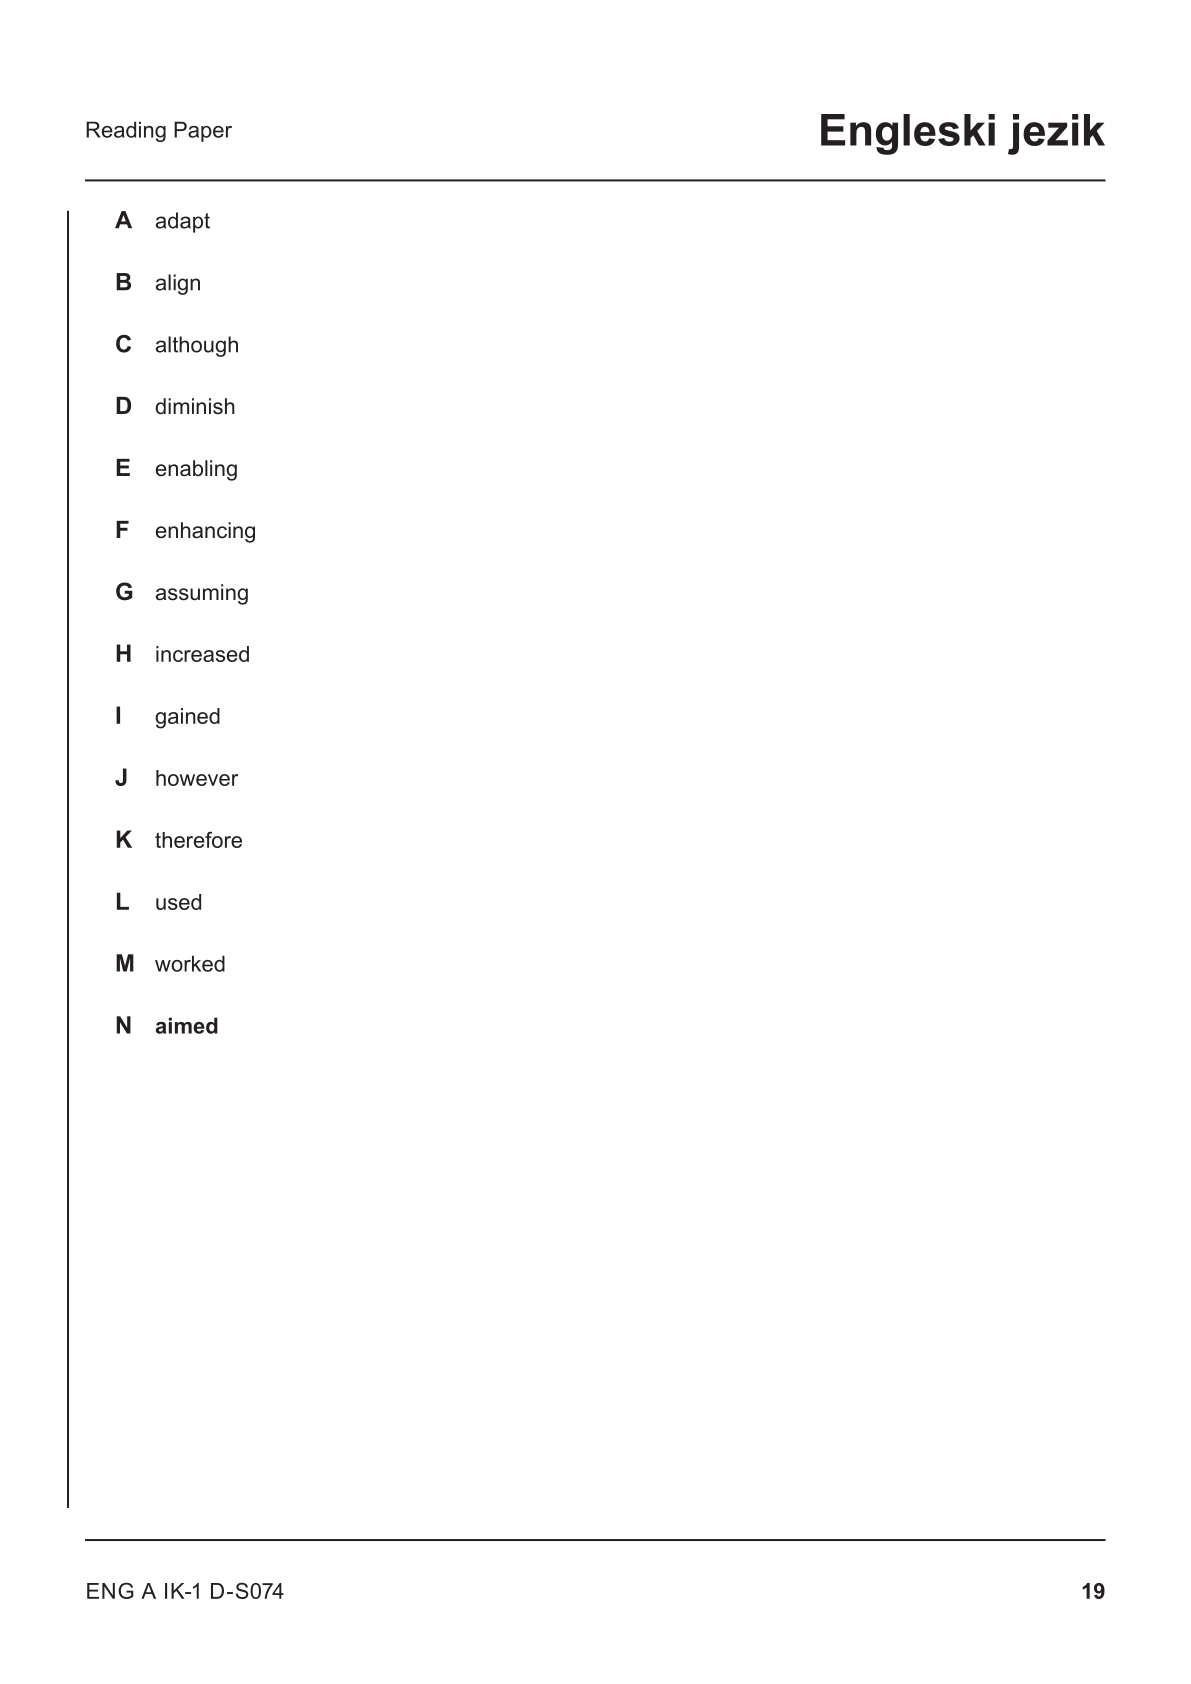 Reading Paper
Engleski jezik
A adapt
B align
C although
D diminish
E enabling
F enhancing
G assuming
H increased
I gained
J however
K therefore
L used
M worked
N aimed
ENG A IK-1 D-S074
19